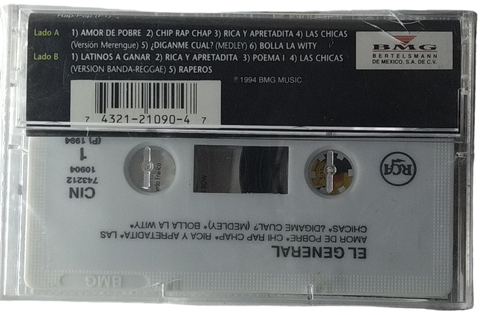 Lado A 1) AMOR DE POBRE 2) CHIP RAP CHAP 3) RICA Y APRETADITA 4) LAS CHICAS
(Versión Merengue) 5) ¿DIGANME CUAL? (MEDLEY) 6) BOLLA LA WITY
Lado B 1) LATINOS A GANAR 2) RICA Y APRETADITA 3) POEMA I 4) LAS CHICAS
(VERSION BANDA-REGGAE) 5) RAPEROS
© 1994 BMG MUSIC
BMG
BERTELSMANN
DE MEXICO, S.A. DE C.V.
7 4321-21090-4 7
EL GENERAL
AMOR DE POBRE* CHI RAP CHAP* RICA Y APRETADITA* LAS
CHICAS* ¿DIGAME CUAL? (MEDLEY)* BOLLA LA WITY*
CIN
743212
10904
(P) 1994
1
RCA
BMG